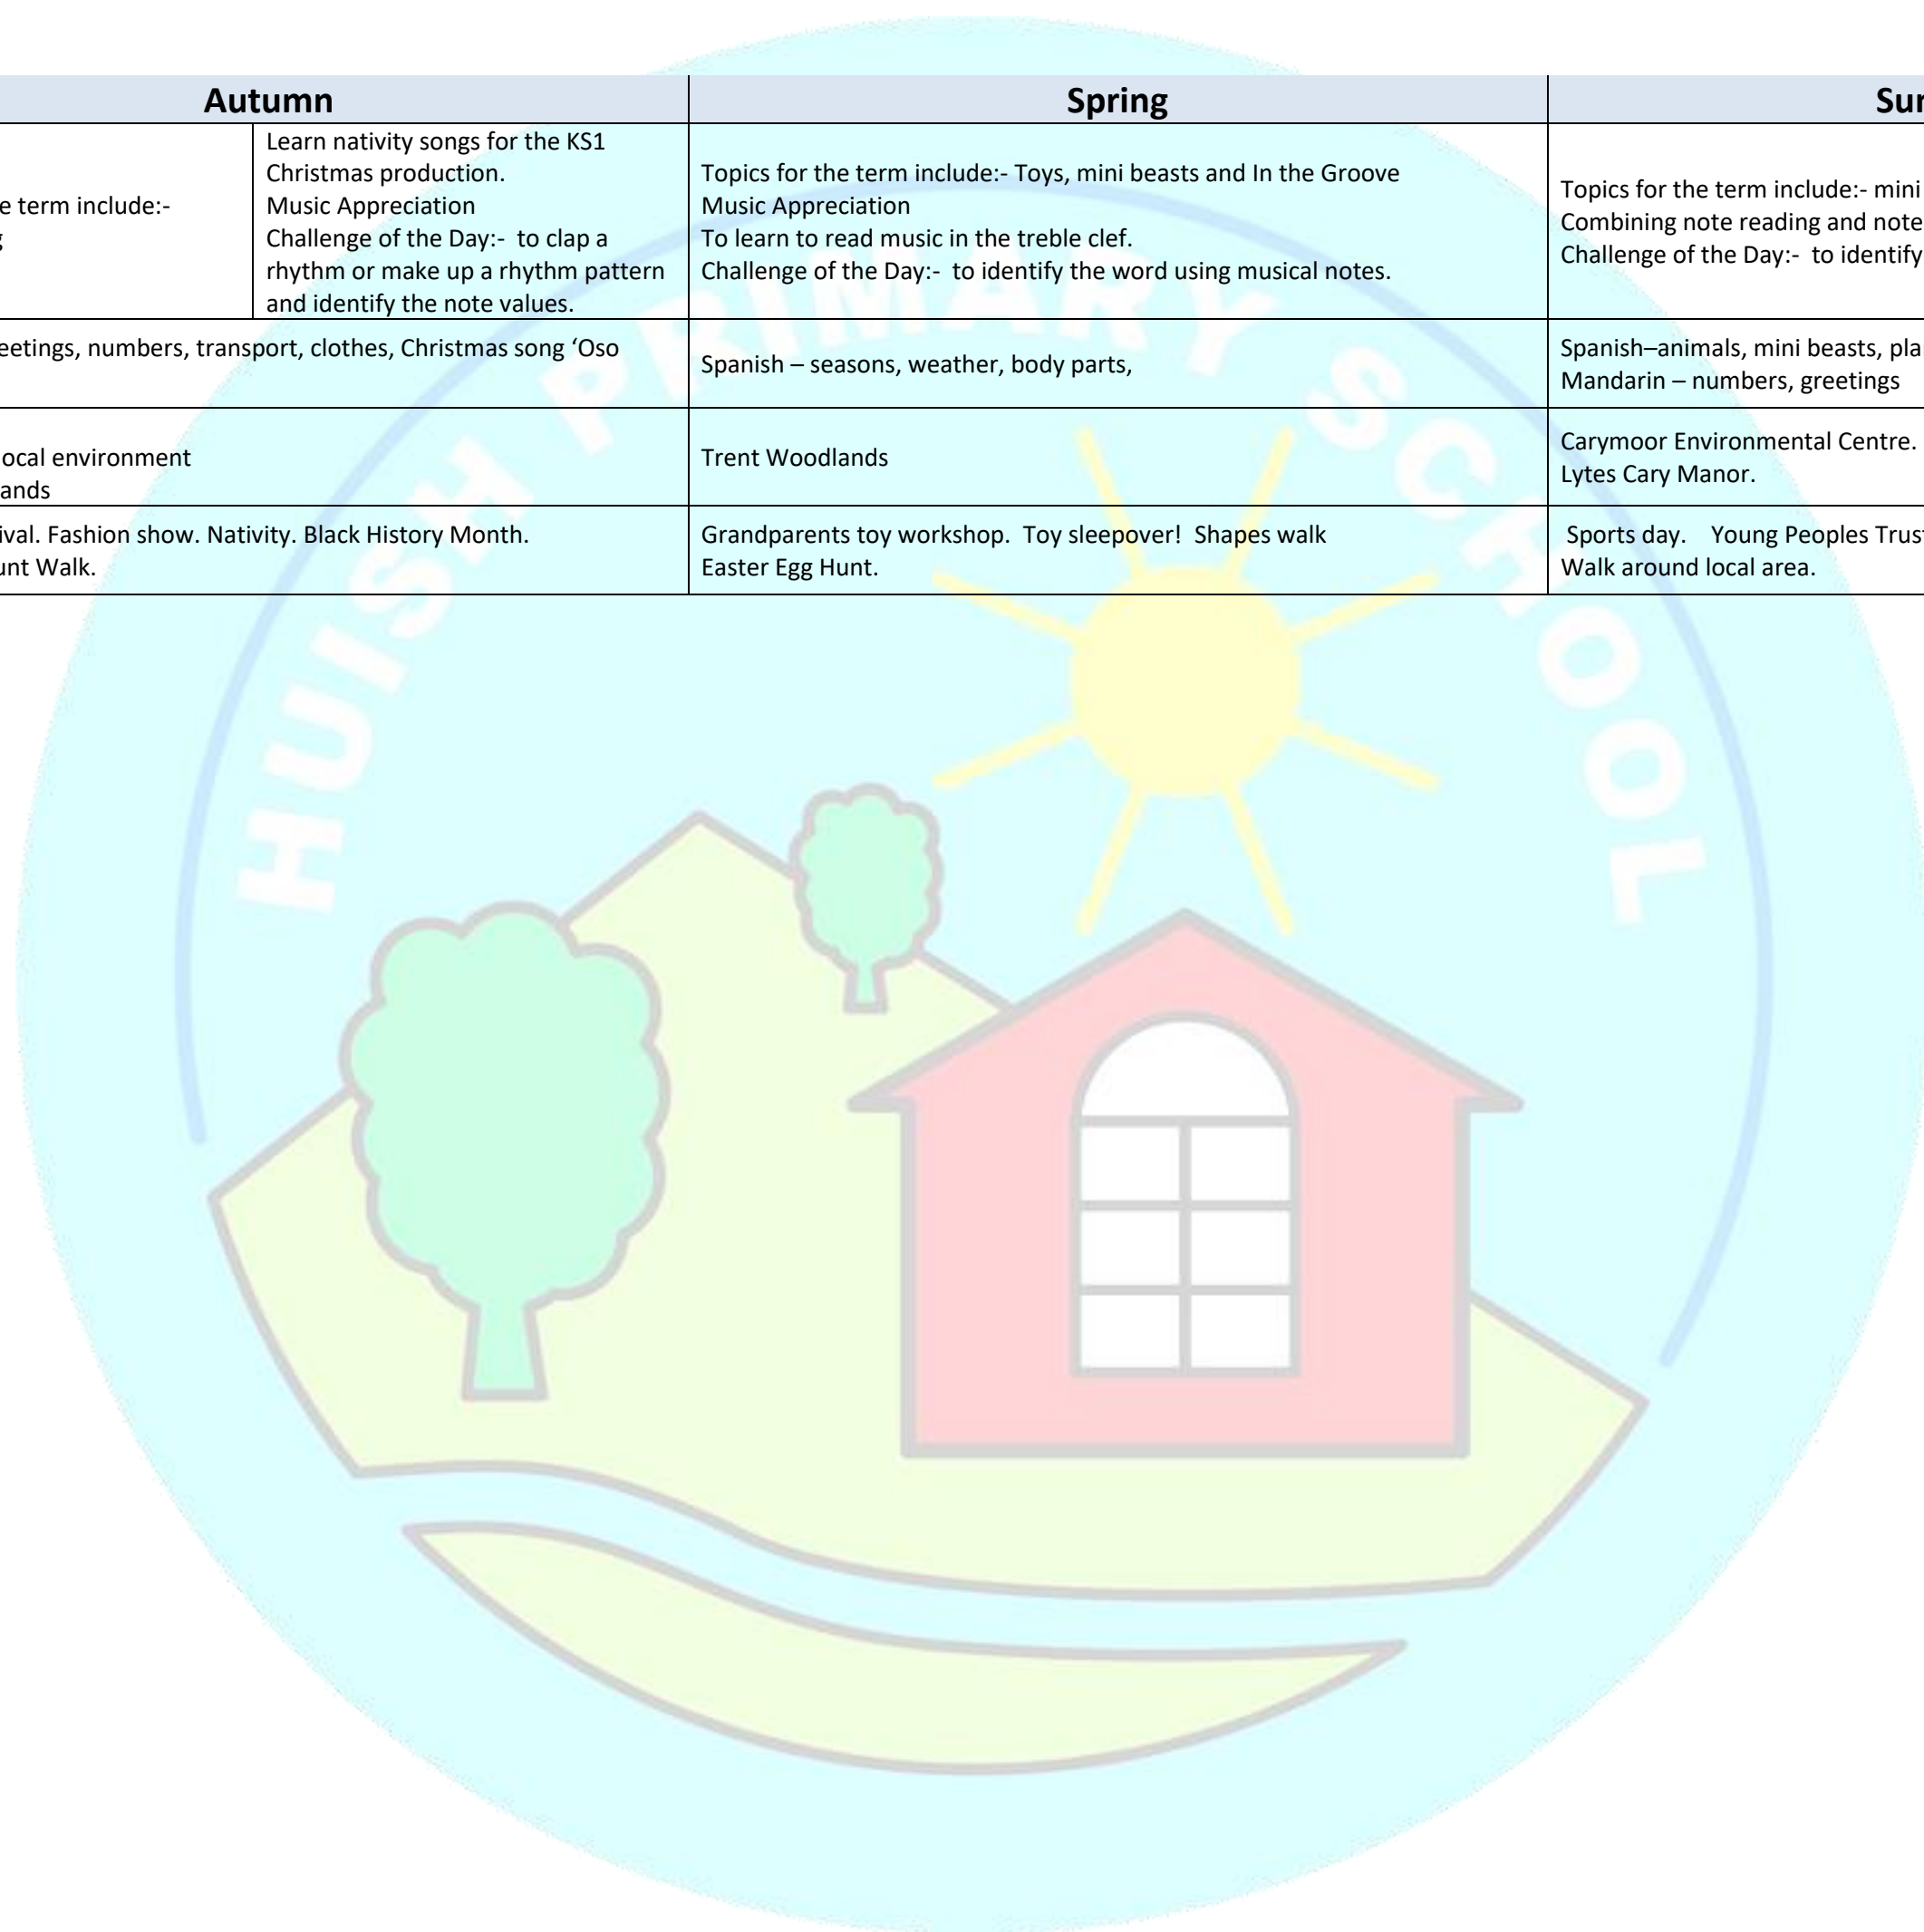 Autumn
Spring
e term include:-
Learn nativity songs for the KS1
Christmas production.
Music Appreciation
Challenge of the Day:- to clap a
rhythm or make up a rhythm pattern
and identify the note values.
Topics for the term include:- Toys, mini beasts and In the Groove
Music Appreciation
To learn to read music in the treble clef.
Challenge of the Day:- to identify the word using musical notes.
Topics for the term include:- mini
Combining note reading and note
Challenge of the Day:- to identify
eetings, numbers, transport, clothes, Christmas song ‘Oso
Spanish – seasons, weather, body parts,
Spanish–animals, mini beasts, pla
Mandarin – numbers, greetings
ocal environment
ands
Trent Woodlands
Carymoor Environmental Centre.
Lytes Cary Manor.
ival. Fashion show. Nativity. Black History Month.
unt Walk.
Grandparents toy workshop. Toy sleepover! Shapes walk
Easter Egg Hunt.
Sports day. Young Peoples Trust
Walk around local area.
HUISH PRIMARY SCHOOL